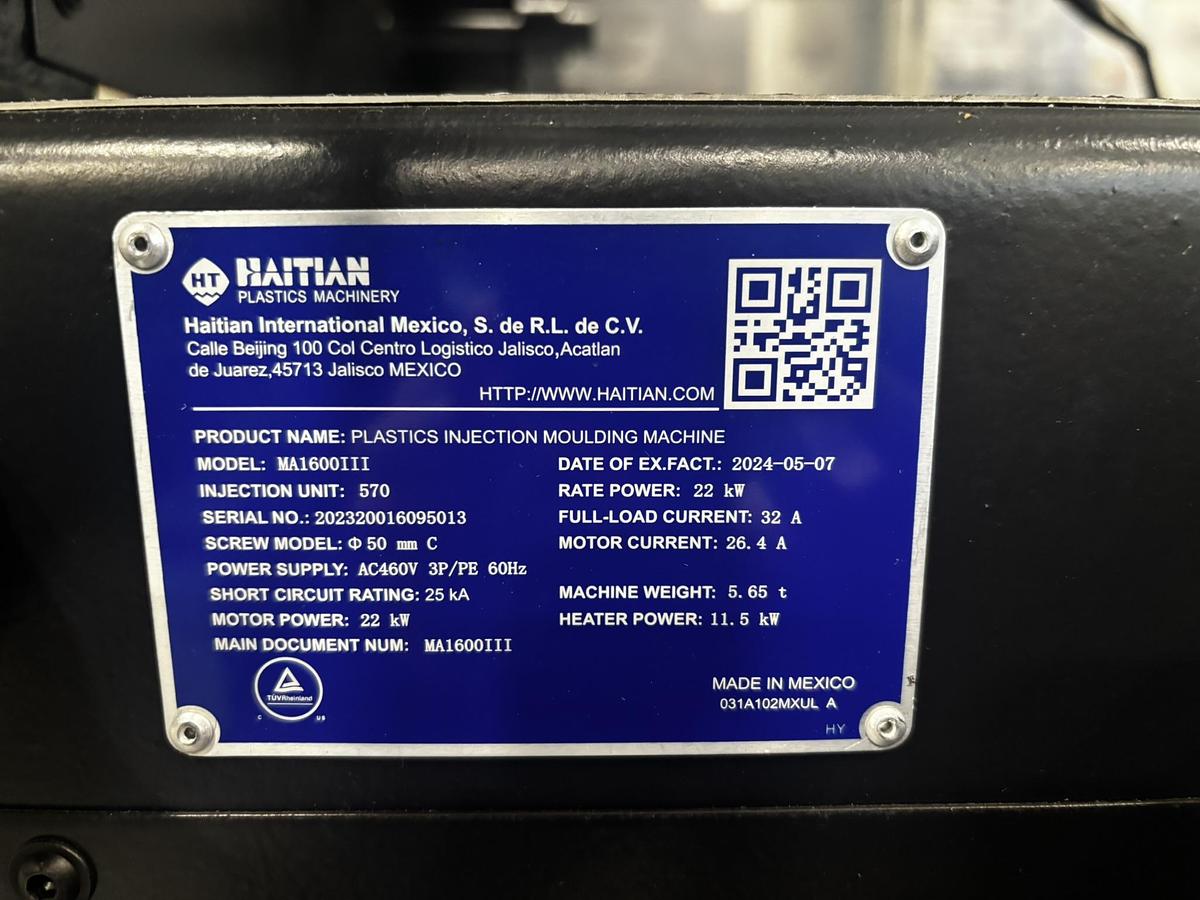 HT HAITIAN
PLASTICS MACHINERY
Haitian International Mexico, S. de R.L. de C.V.
Calle Beijing 100 Col Centro Logistico Jalisco,Acatlan
de Juarez,45713 Jalisco MEXICO
HTTP://WWW.HAITIAN.COM
PRODUCT NAME: PLASTICS INJECTION MOULDING MACHINE
MODEL: MA1600III DATE OF EX.FACT.: 2024-05-07
INJECTION UNIT: 570 RATE POWER: 22 kW
SERIAL NO.: 202320016095013 FULL-LOAD CURRENT: 32 A
SCREW MODEL: Φ 50 mm C MOTOR CURRENT: 26.4 A
POWER SUPPLY: AC460V 3P/PE 60Hz
SHORT CIRCUIT RATING: 25 kA MACHINE WEIGHT: 5.65 t
MOTOR POWER: 22 kW HEATER POWER: 11.5 kW
MAIN DOCUMENT NUM: MA1600III
TÜVRheinland
C US
MADE IN MEXICO
031A102MXUL A
HY